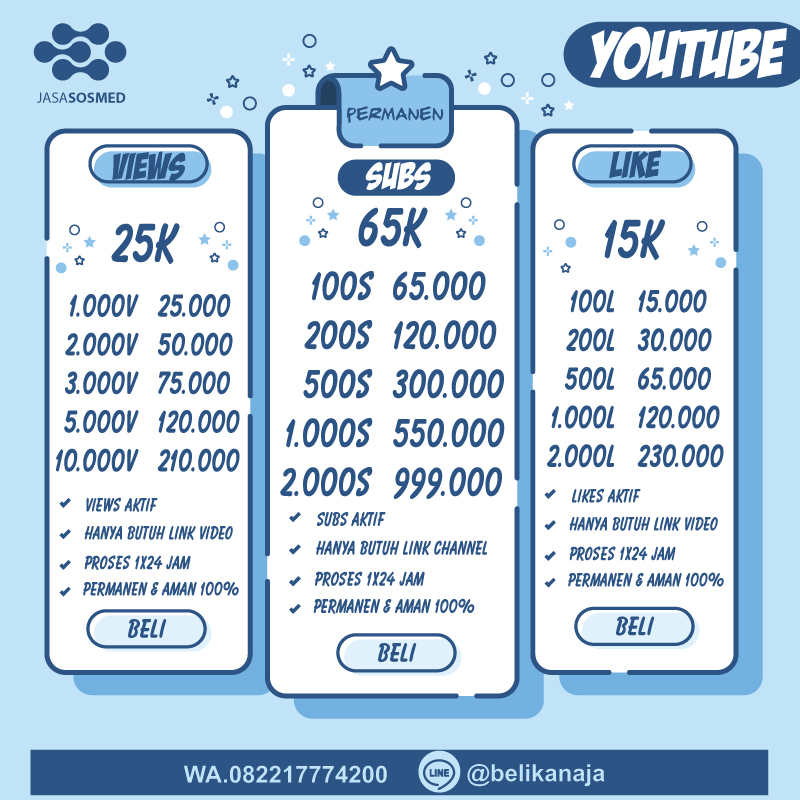 JASASOSMED
YOUTUBE
PERMANEN
VIEWS
25K
1.000V 25.000
2.000V 50.000
3.000V 75.000
5.000V 120.000
10.000V 210.000
VIEWS AKTIF
HANYA BUTUH LINK VIDEO
PROSES 1X24 JAM
PERMANEN & AMAN 100%
BELI
SUBS
65K
100S 65.000
200S 120.000
500S 300.000
1.000S 550.000
2.000S 999.000
SUBS AKTIF
HANYA BUTUH LINK CHANNEL
PROSES 1X24 JAM
PERMANEN & AMAN 100%
BELI
LIKE
15K
100L 15.000
200L 30.000
500L 65.000
1.000L 120.000
2.000L 230.000
LIKES AKTIF
HANYA BUTUH LINK VIDEO
PROSES 1X24 JAM
PERMANEN & AMAN 100%
BELI
WA.082217774200 LINE @belikanaja